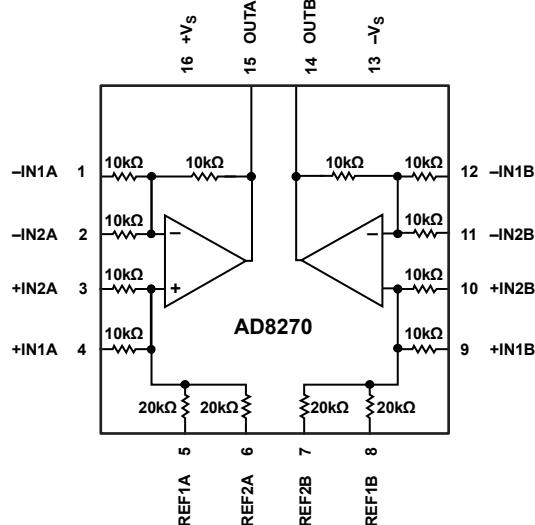 16 +VS
15 OUTA
14 OUTB
13 –VS
–IN1A 1 10kΩ 10kΩ 10kΩ 10kΩ 12 –IN1B
–IN2A 2 10kΩ – – 10kΩ 11 –IN2B
+IN2A 3 10kΩ + 10kΩ 10 +IN2B
AD8270
+IN1A 4 10kΩ 10kΩ 9 +IN1B
20kΩ 20kΩ 20kΩ 20kΩ
5 REF1A
6 REF2A
7 REF2B
8 REF1B